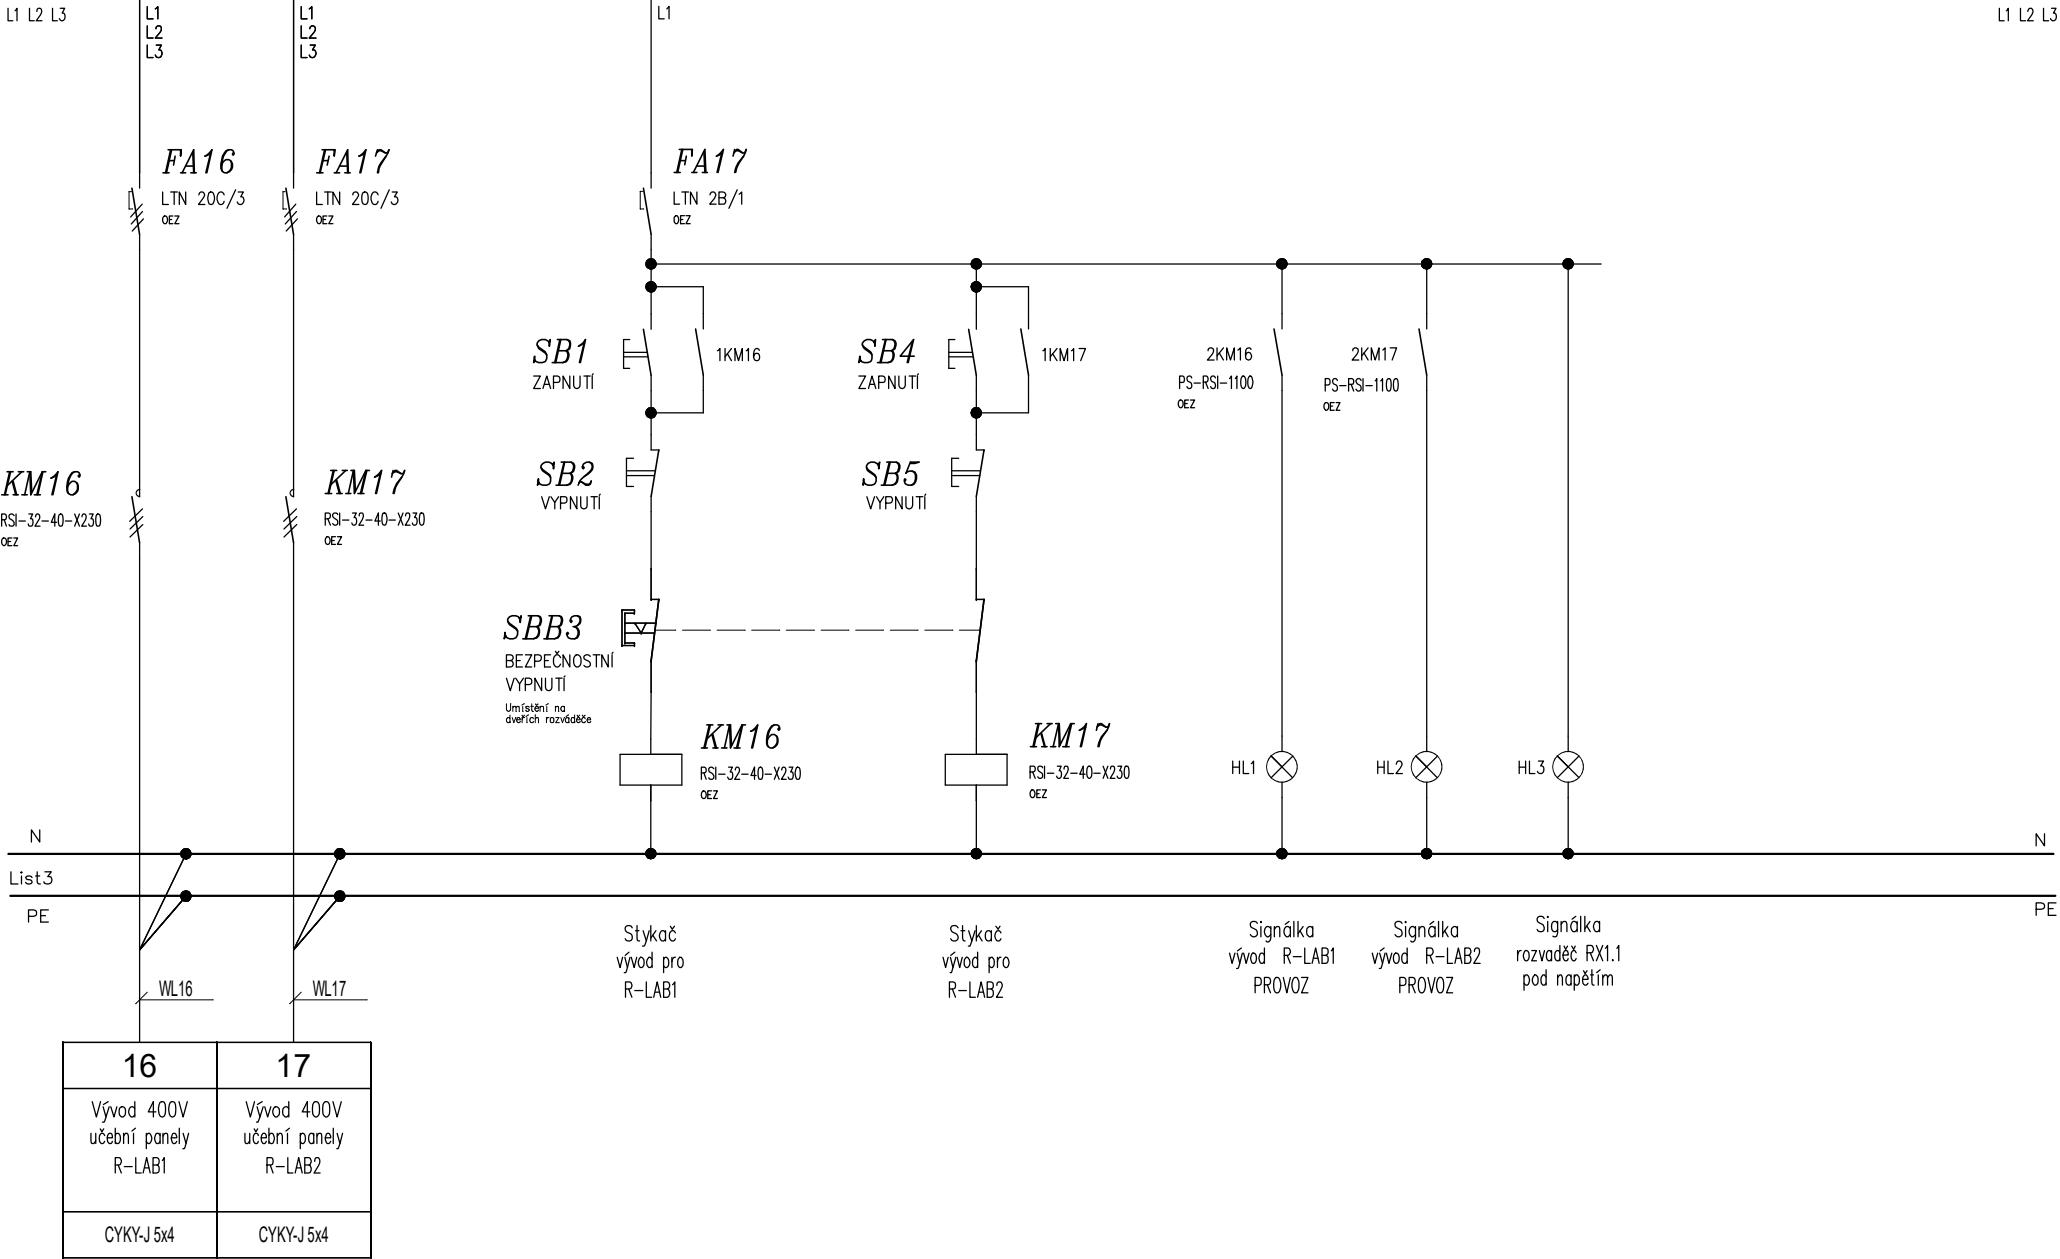 L1 L2 L3
L1
L2
L3
L1
L2
L3
L1
L1 L2 L3
FA16
LTN 20C/3
OEZ
FA17
LTN 20C/3
OEZ
FA17
LTN 2B/1
OEZ
SB1
ZAPNUTÍ
1KM16
SB4
ZAPNUTÍ
1KM17
2KM16
PS-RSI-1100
OEZ
2KM17
PS-RSI-1100
OEZ
KM16
RSI-32-40-X230
OEZ
KM17
RSI-32-40-X230
OEZ
SB2
VYPNUTÍ
SB5
VYPNUTÍ
SBB3
BEZPEČNOSTNÍ
VYPNUTÍ
Umístění na
dveřích rozváděče
KM16
RSI-32-40-X230
OEZ
KM17
RSI-32-40-X230
OEZ
HL1
HL2
HL3
N
N
List3
PE
PE
Stykač
vývod pro
R-LAB1
Stykač
vývod pro
R-LAB2
Signálka
vývod R-LAB1
PROVOZ
Signálka
vývod R-LAB2
PROVOZ
Signálka
rozvaděč RX1.1
pod napětím
WL16
WL17
16
17
Vývod 400V
učební panely
R-LAB1
Vývod 400V
učební panely
R-LAB2
CYKY-J 5x4
CYKY-J 5x4